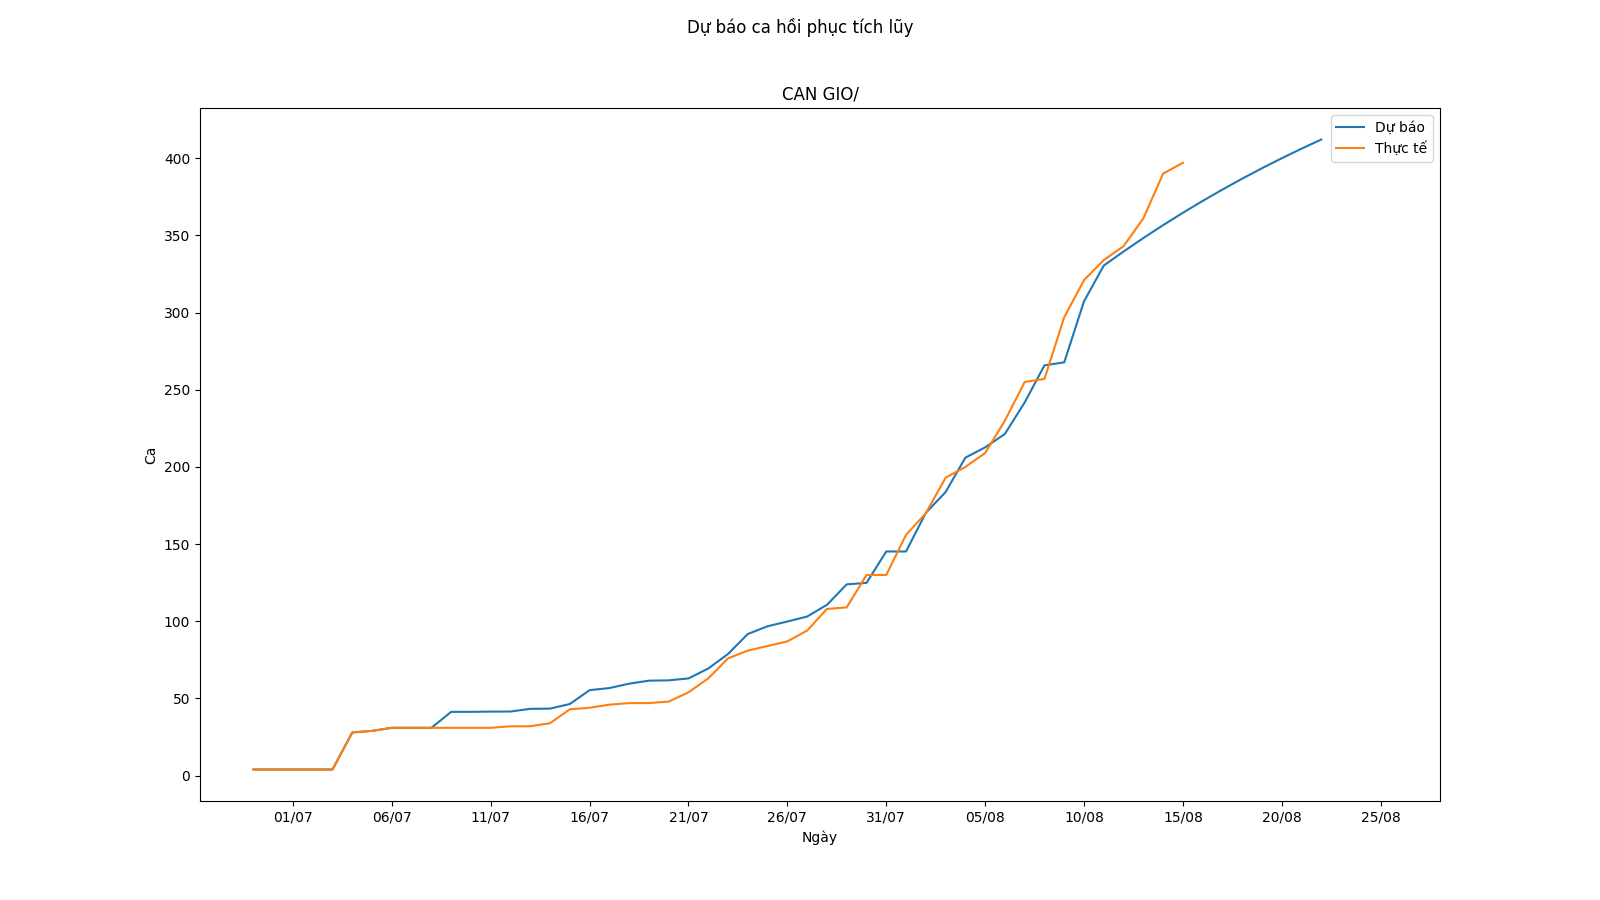 Dự báo ca hồi phục tích lũy
CAN GIO/
Dự báo
Thực tế
400
350
300
250
200
150
100
50
0
Ca
01/07 06/07 11/07 16/07 21/07 26/07 31/07 05/08 10/08 15/08 20/08 25/08
Ngày